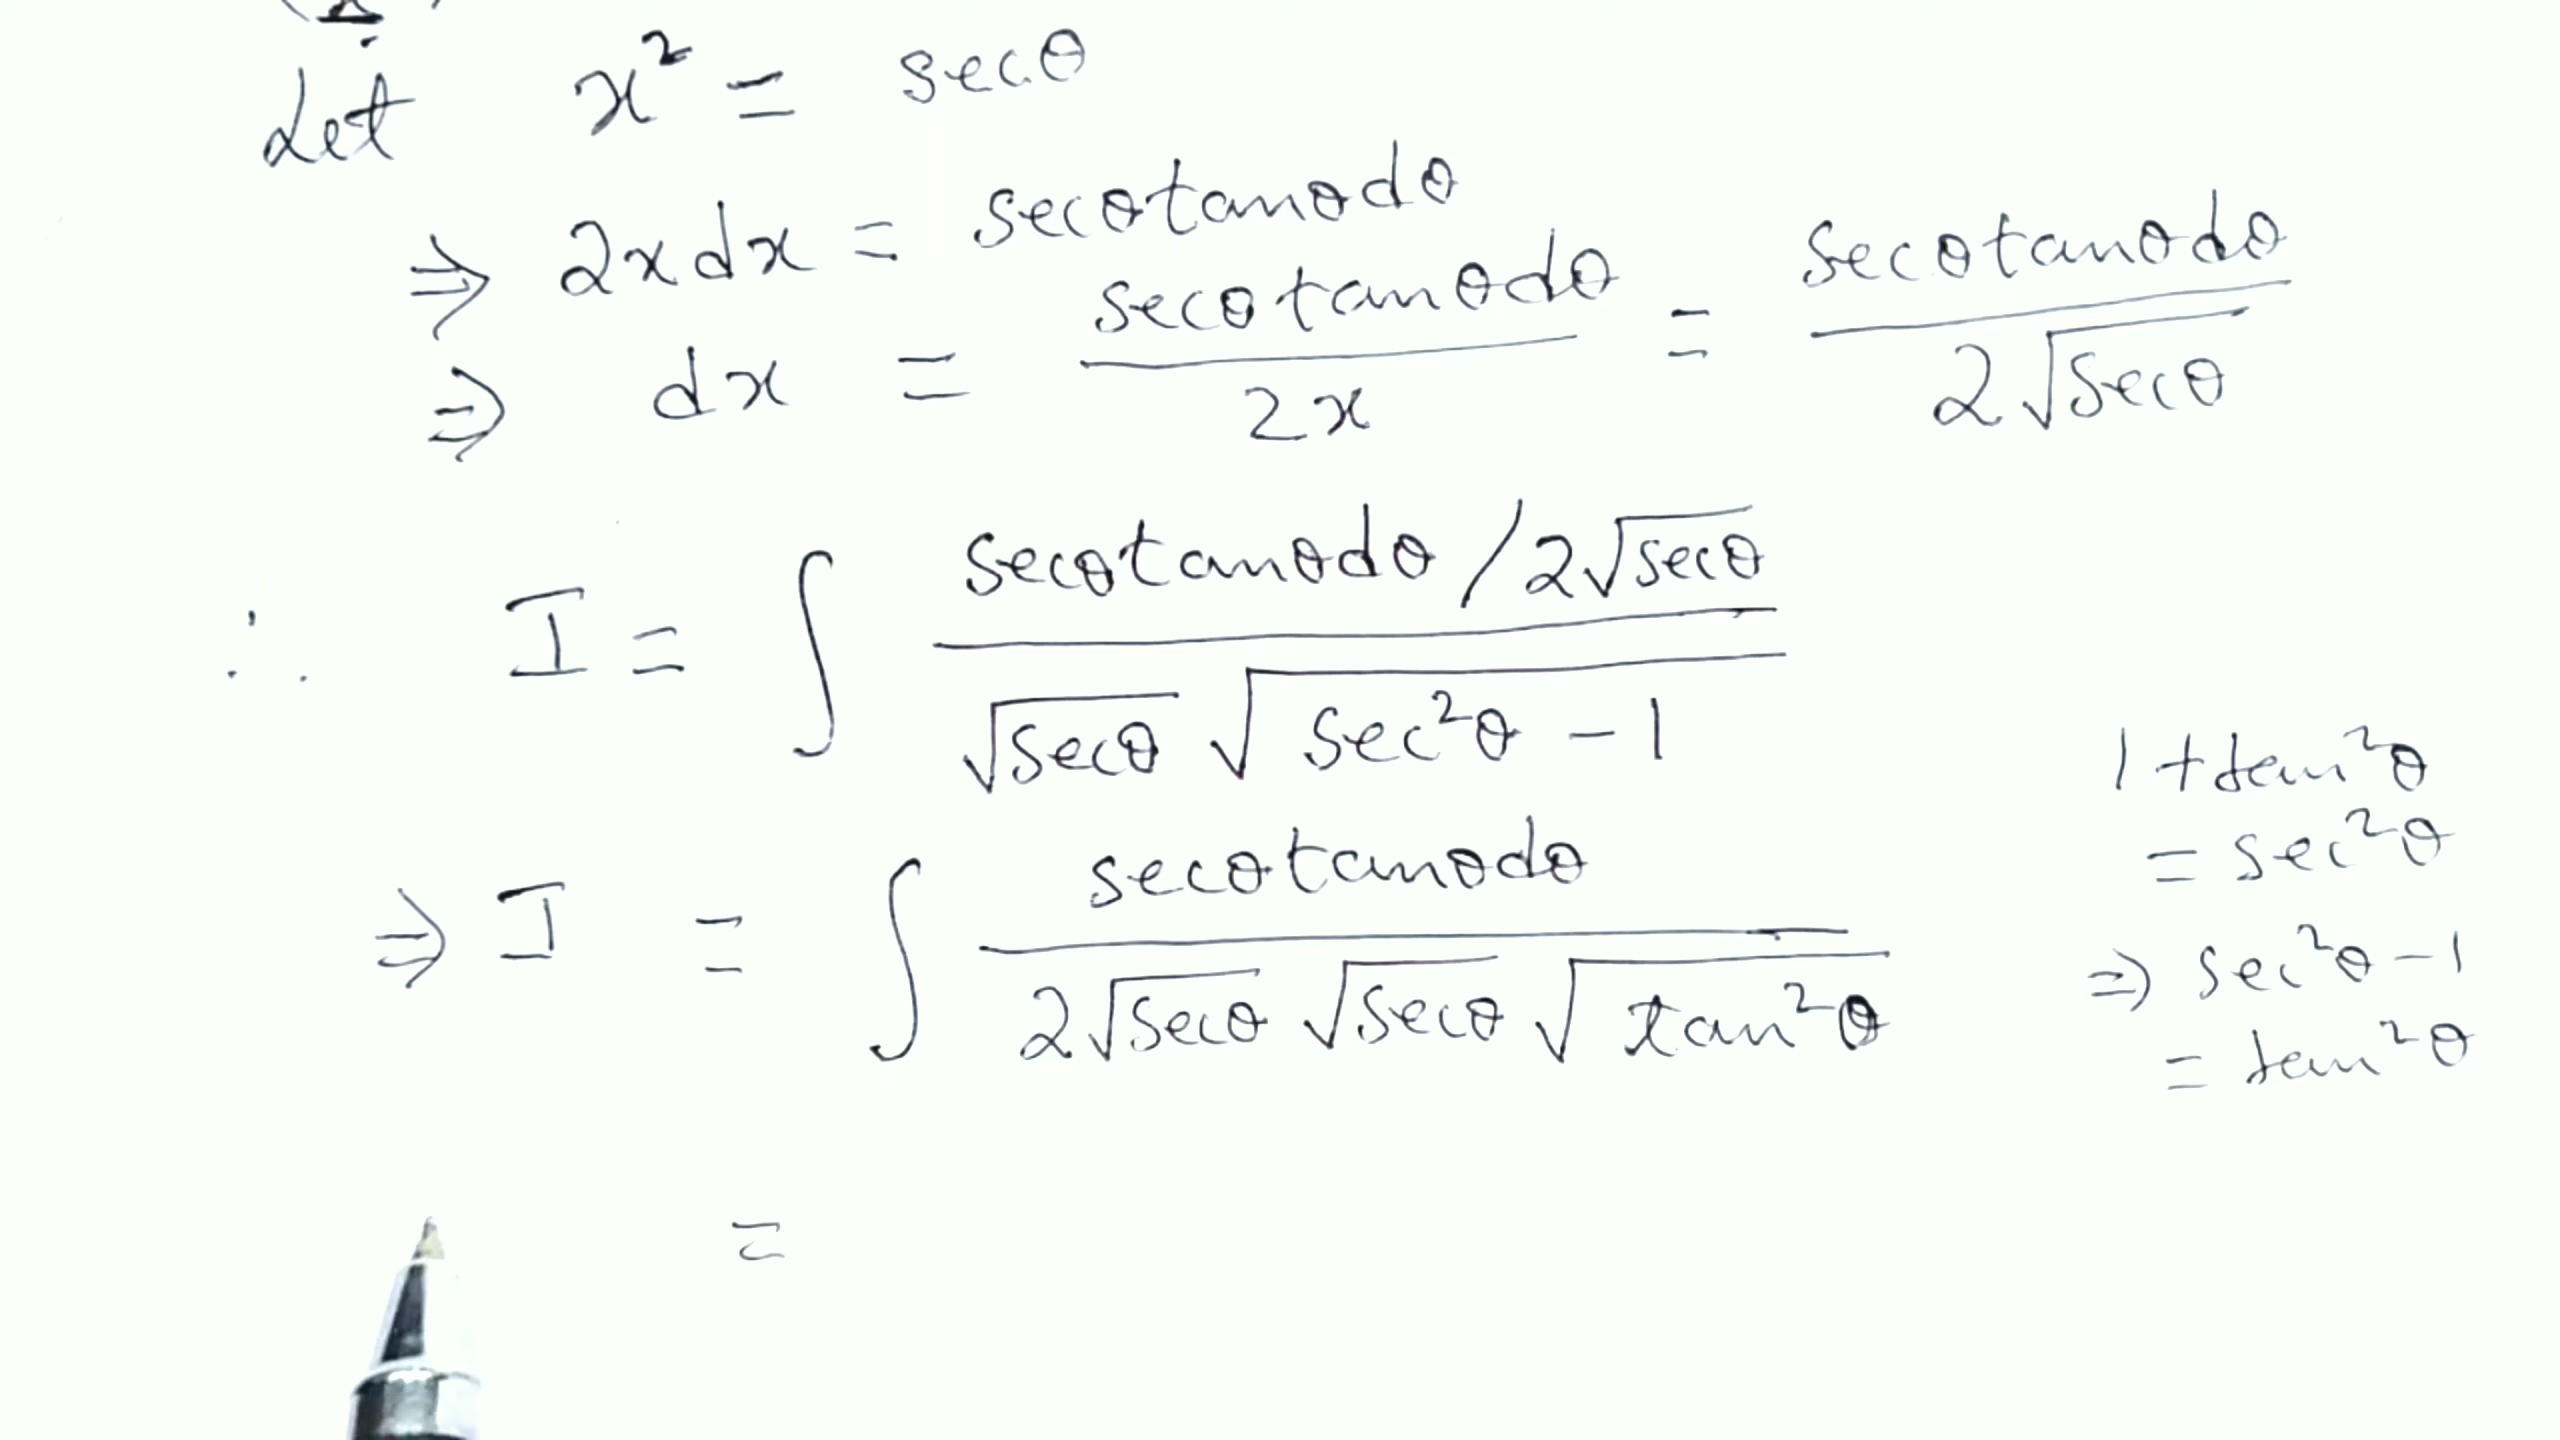 Let x² = secθ
⇒ 2x dx = secθ tanθ dθ
⇒ dx = secθ tanθ dθ / 2x = secθ tanθ dθ / 2√secθ
∴ I = ∫ secθ tanθ dθ / 2√secθ / √secθ √sec²θ - 1
1 + tan²θ
= sec²θ
⇒ I = ∫ secθ tanθ dθ / 2√secθ √secθ √tan²θ
⇒ sec²θ - 1
= tan²θ
=